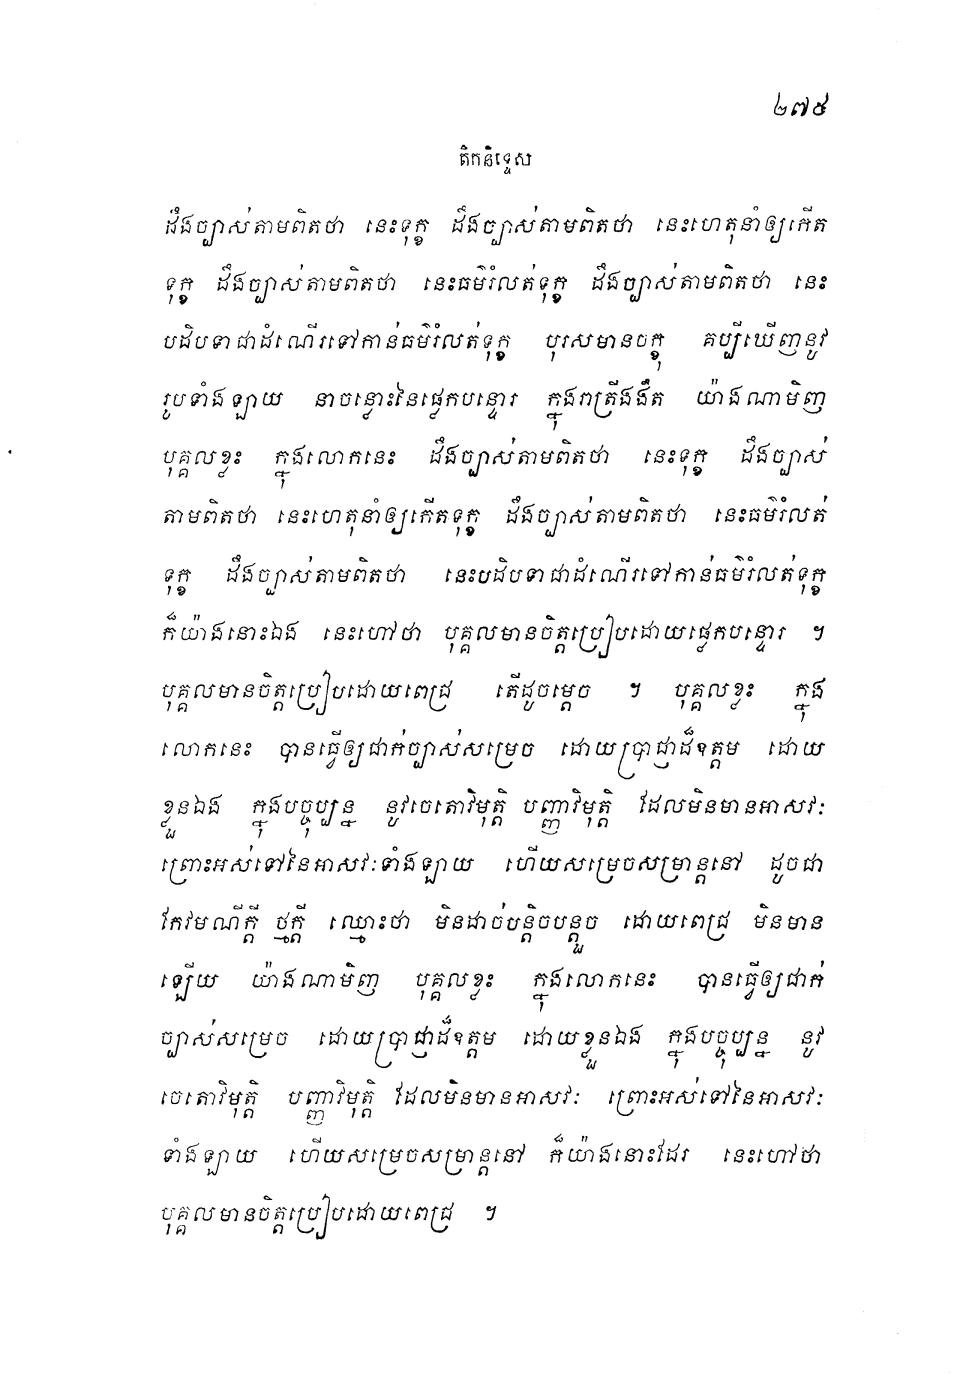 ២៧៥
តិកនិទ្ទេស
ដឹងច្បាស់តាមពិតថា នេះទុក្ខ ដឹងច្បាស់តាមពិតថា នេះហេតុនាំឲ្យកើត
ទុក្ខ ដឹងច្បាស់តាមពិតថា នេះធម៌រំលត់ទុក្ខ ដឹងច្បាស់តាមពិតថា នេះ
បដិបទាជាដំណើរទៅកាន់ធម៌រំលត់ទុក្ខ បុរសមានចក្ខុ គប្បីឃើញនូវ
រូបទាំងឡាយ នាចន្លោះនៃផ្លេកបន្ទោរ ក្នុងរាត្រីងងឹត យ៉ាងណាមិញ
បុគ្គលខ្លះ ក្នុងលោកនេះ ដឹងច្បាស់តាមពិតថា នេះទុក្ខ ដឹងច្បាស់
តាមពិតថា នេះហេតុនាំឲ្យកើតទុក្ខ ដឹងច្បាស់តាមពិតថា នេះធម៌រំលត់
ទុក្ខ ដឹងច្បាស់តាមពិតថា នេះបដិបទាជាដំណើរទៅកាន់ធម៌រំលត់ទុក្ខ
ក៏យ៉ាងនោះឯង នេះហៅថា បុគ្គលមានចិត្តប្រៀបដោយផ្លេកបន្ទោរ ។
បុគ្គលមានចិត្តប្រៀបដោយពេជ្រ តើដូចម្តេច ។ បុគ្គលខ្លះ ក្នុង
លោកនេះ បានធ្វើឲ្យជាក់ច្បាស់សម្រេច ដោយប្រាជ្ញាដ៏ឧត្តម ដោយ
ខ្លួនឯង ក្នុងបច្ចុប្បន្ន នូវចេតោវិមុត្តិ បញ្ញាវិមុត្តិ ដែលមិនមានអាសវៈ
ព្រោះអស់ទៅនៃអាសវៈទាំងឡាយ ហើយសម្រេចសម្រាន្តនៅ ដូចជា
កែវមណីក្តី ថ្មក្តី ឈ្មោះថា មិនដាច់បន្តិចបន្តួច ដោយពេជ្រ មិនមាន
ឡើយ យ៉ាងណាមិញ បុគ្គលខ្លះ ក្នុងលោកនេះ បានធ្វើឲ្យជាក់
ច្បាស់សម្រេច ដោយប្រាជ្ញាដ៏ឧត្តម ដោយខ្លួនឯង ក្នុងបច្ចុប្បន្ន នូវ
ចេតោវិមុត្តិ បញ្ញាវិមុត្តិ ដែលមិនមានអាសវៈ ព្រោះអស់ទៅនៃអាសវៈ
ទាំងឡាយ ហើយសម្រេចសម្រាន្តនៅ ក៏យ៉ាងនោះដែរ នេះហៅថា
បុគ្គលមានចិត្តប្រៀបដោយពេជ្រ ។